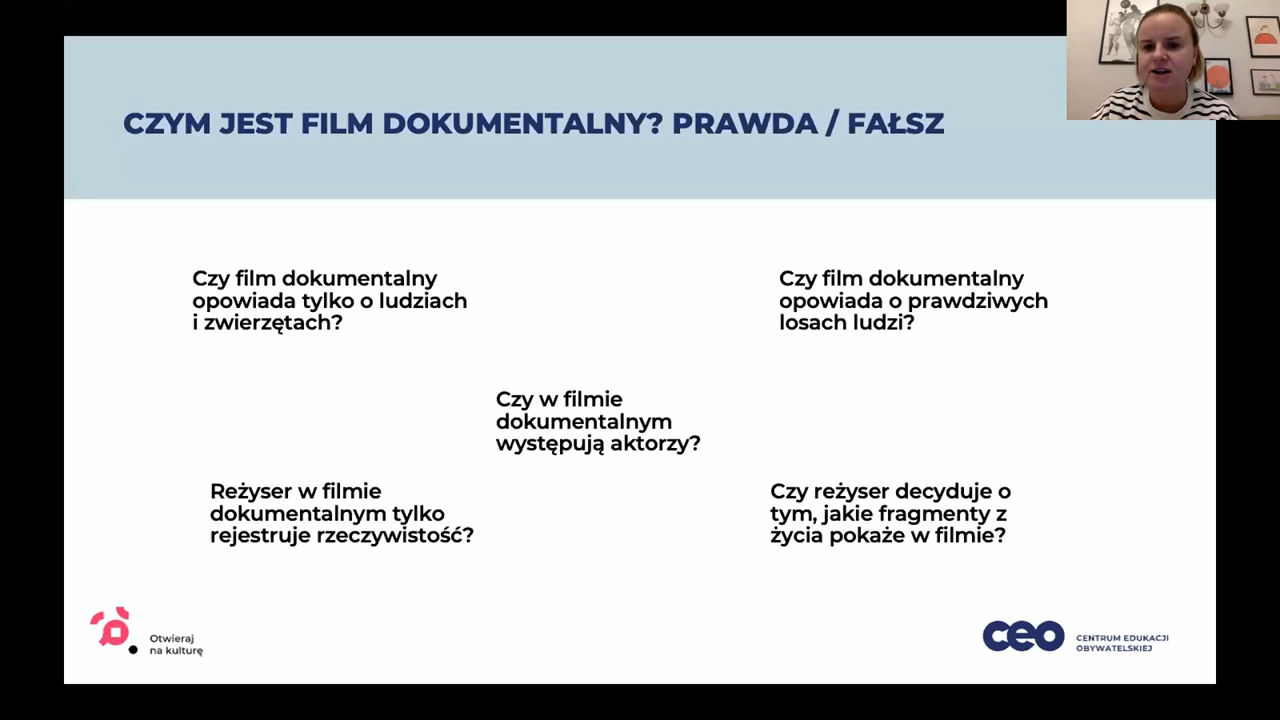 CZYM JEST FILM DOKUMENTALNY? PRAWDA / FAŁSZ
Czy film dokumentalny
opowiada tylko o ludziach
i zwierzętach?
Czy film dokumentalny
opowiada o prawdziwych
losach ludzi?
Czy w filmie
dokumentalnym
występują aktorzy?
Reżyser w filmie
dokumentalnym tylko
rejestruje rzeczywistość?
Czy reżyser decyduje o
tym, jakie fragmenty z
życia pokaże w filmie?
Otwieraj
na kulturę
ceo
CENTRUM EDUKACJI
OBYWATELSKIEJ